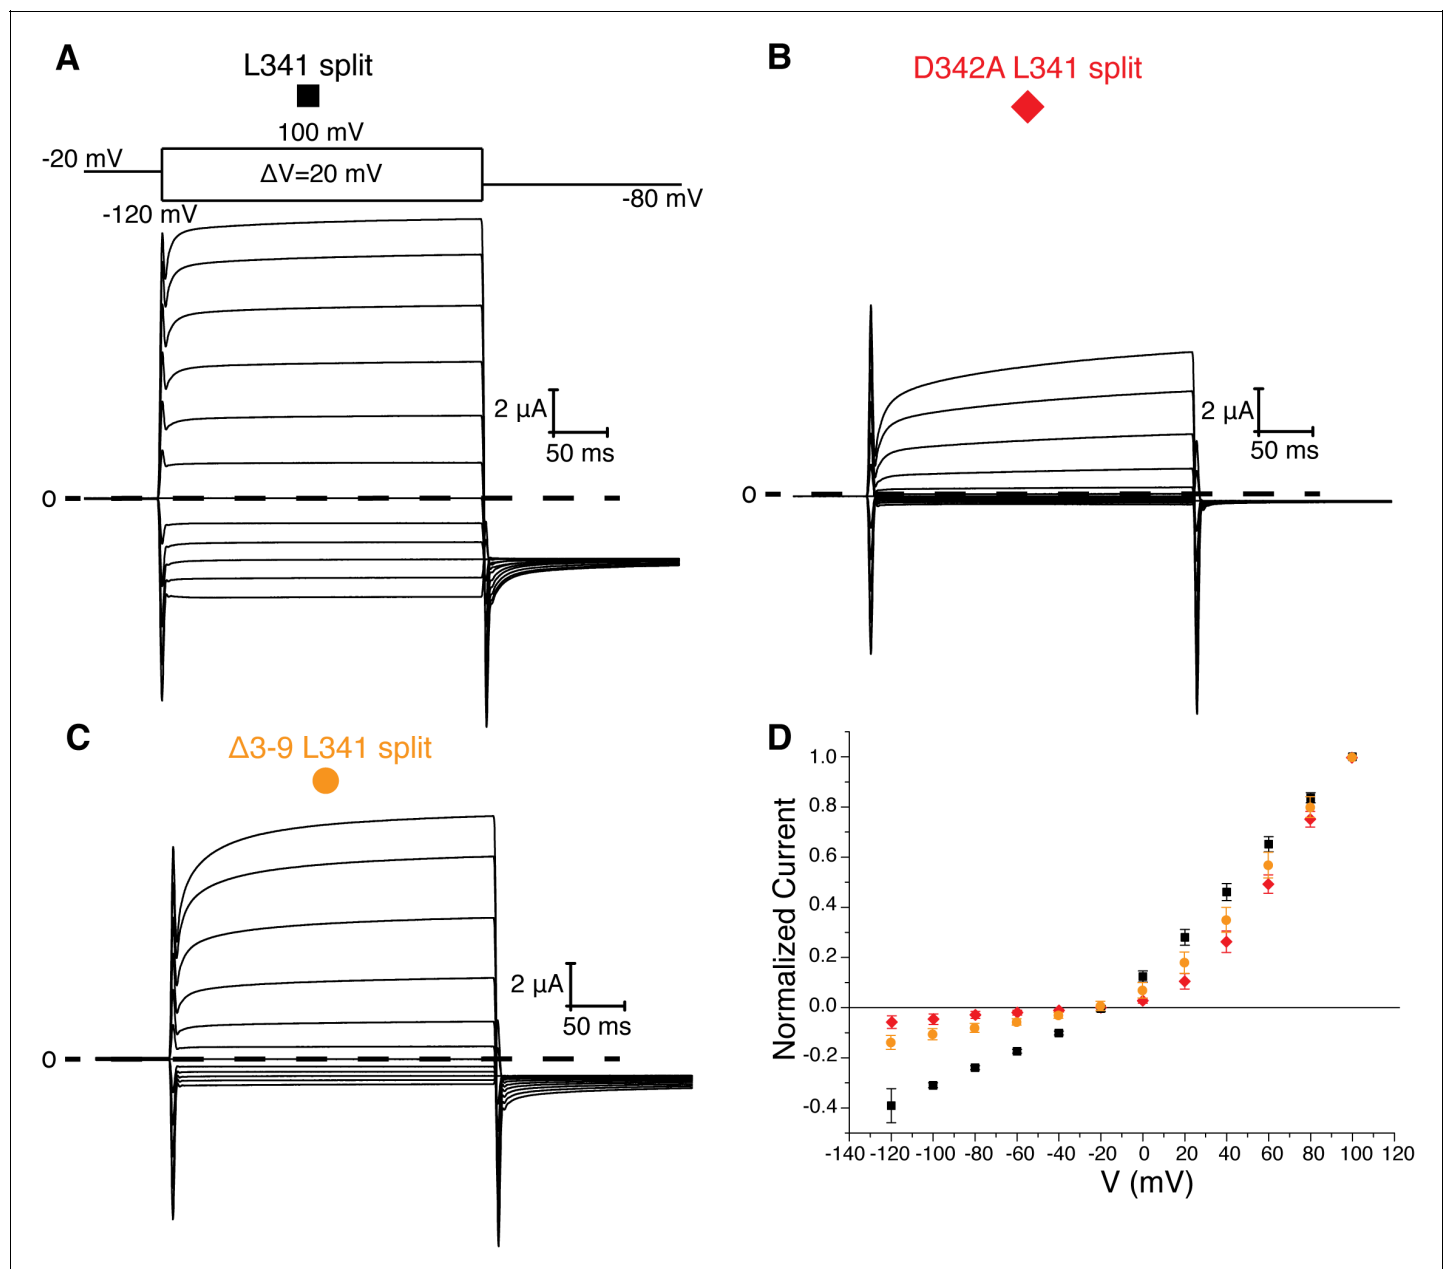 A
L341 split
100 mV
-20 mV
ΔV=20 mV
-120 mV
-80 mV
2 µA
50 ms
0
B
D342A L341 split
2 µA
50 ms
0
C
Δ3-9 L341 split
2 µA
50 ms
0
D
Normalized Current
1.0
0.8
0.6
0.4
0.2
0.0
-0.2
-0.4
-140 -120 -100 -80 -60 -40 -20 0 20 40 60 80 100 120
V (mV)